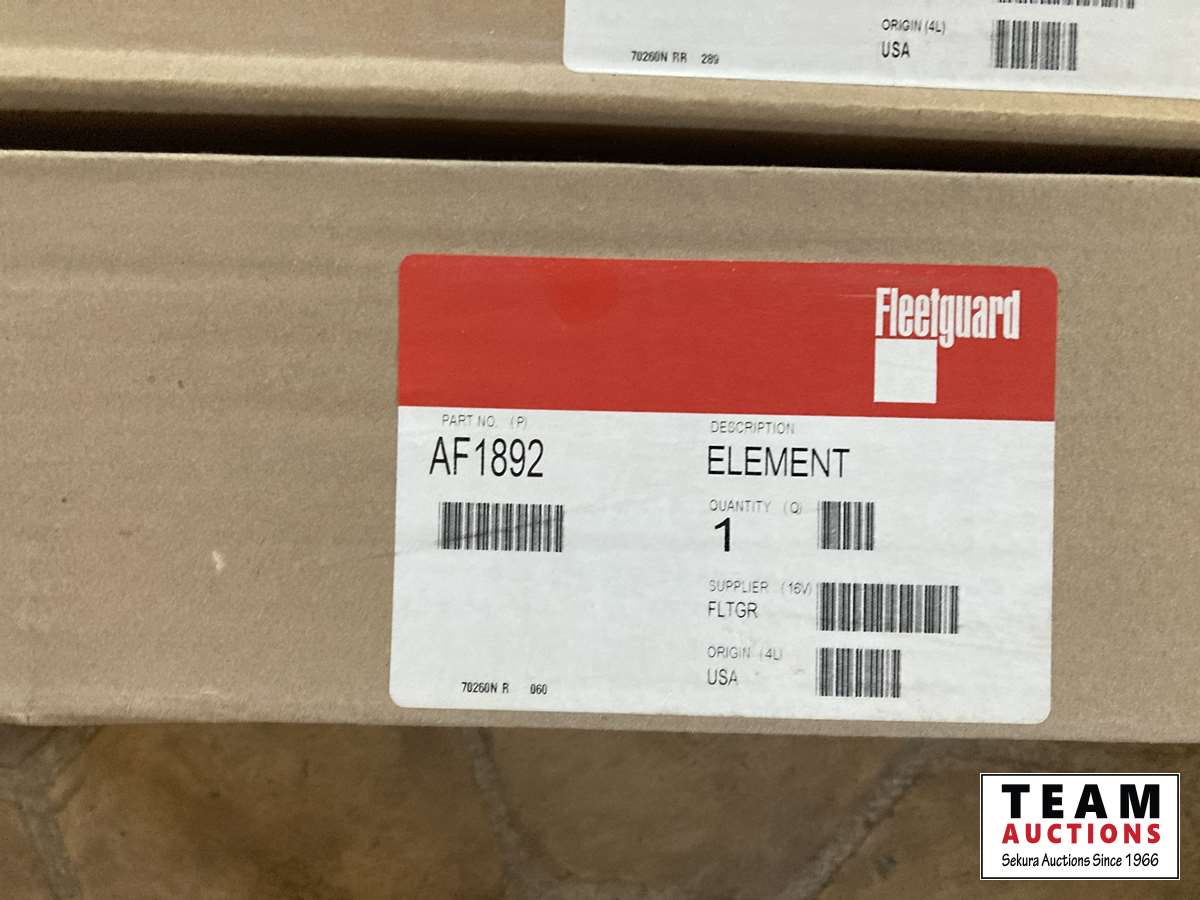 ORIGIN (4L)
USA
70260N RR 289
Fleetguard
PART NO. (P)
AF1892
DESCRIPTION
ELEMENT
QUANTITY (Q)
1
SUPPLIER (16V)
FLTGR
ORIGIN (4L)
USA
70260N R 060
TEAM
AUCTIONS
Sekura Auctions Since 1966